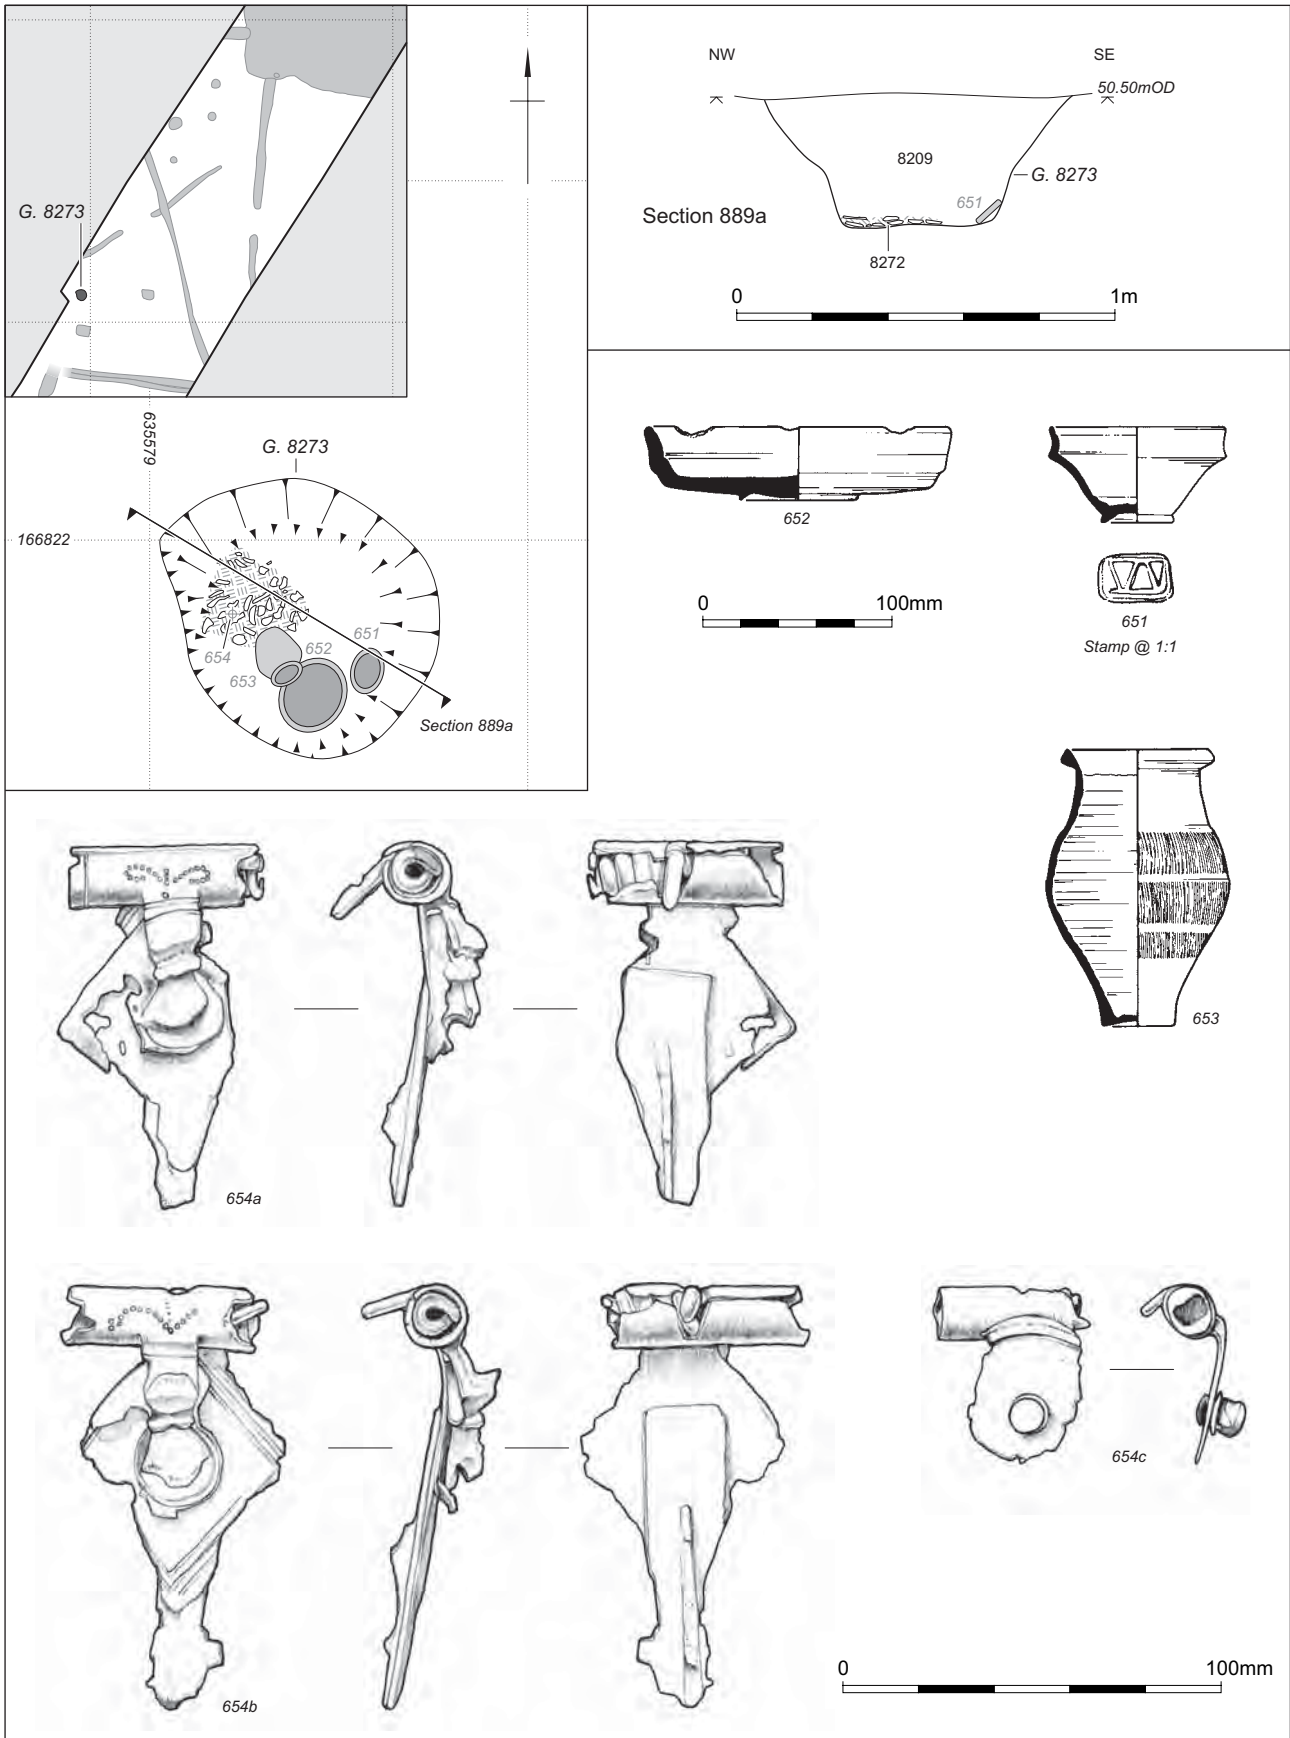 G. 8273
635579
G. 8273
166822
654
653
652
651
Section 889a
NW
SE
50.50mOD
8209
G. 8273
651
Section 889a
8272
0 1m
652
651
Stamp @ 1:1
0 100mm
653
654a
654b
654c
0 100mm